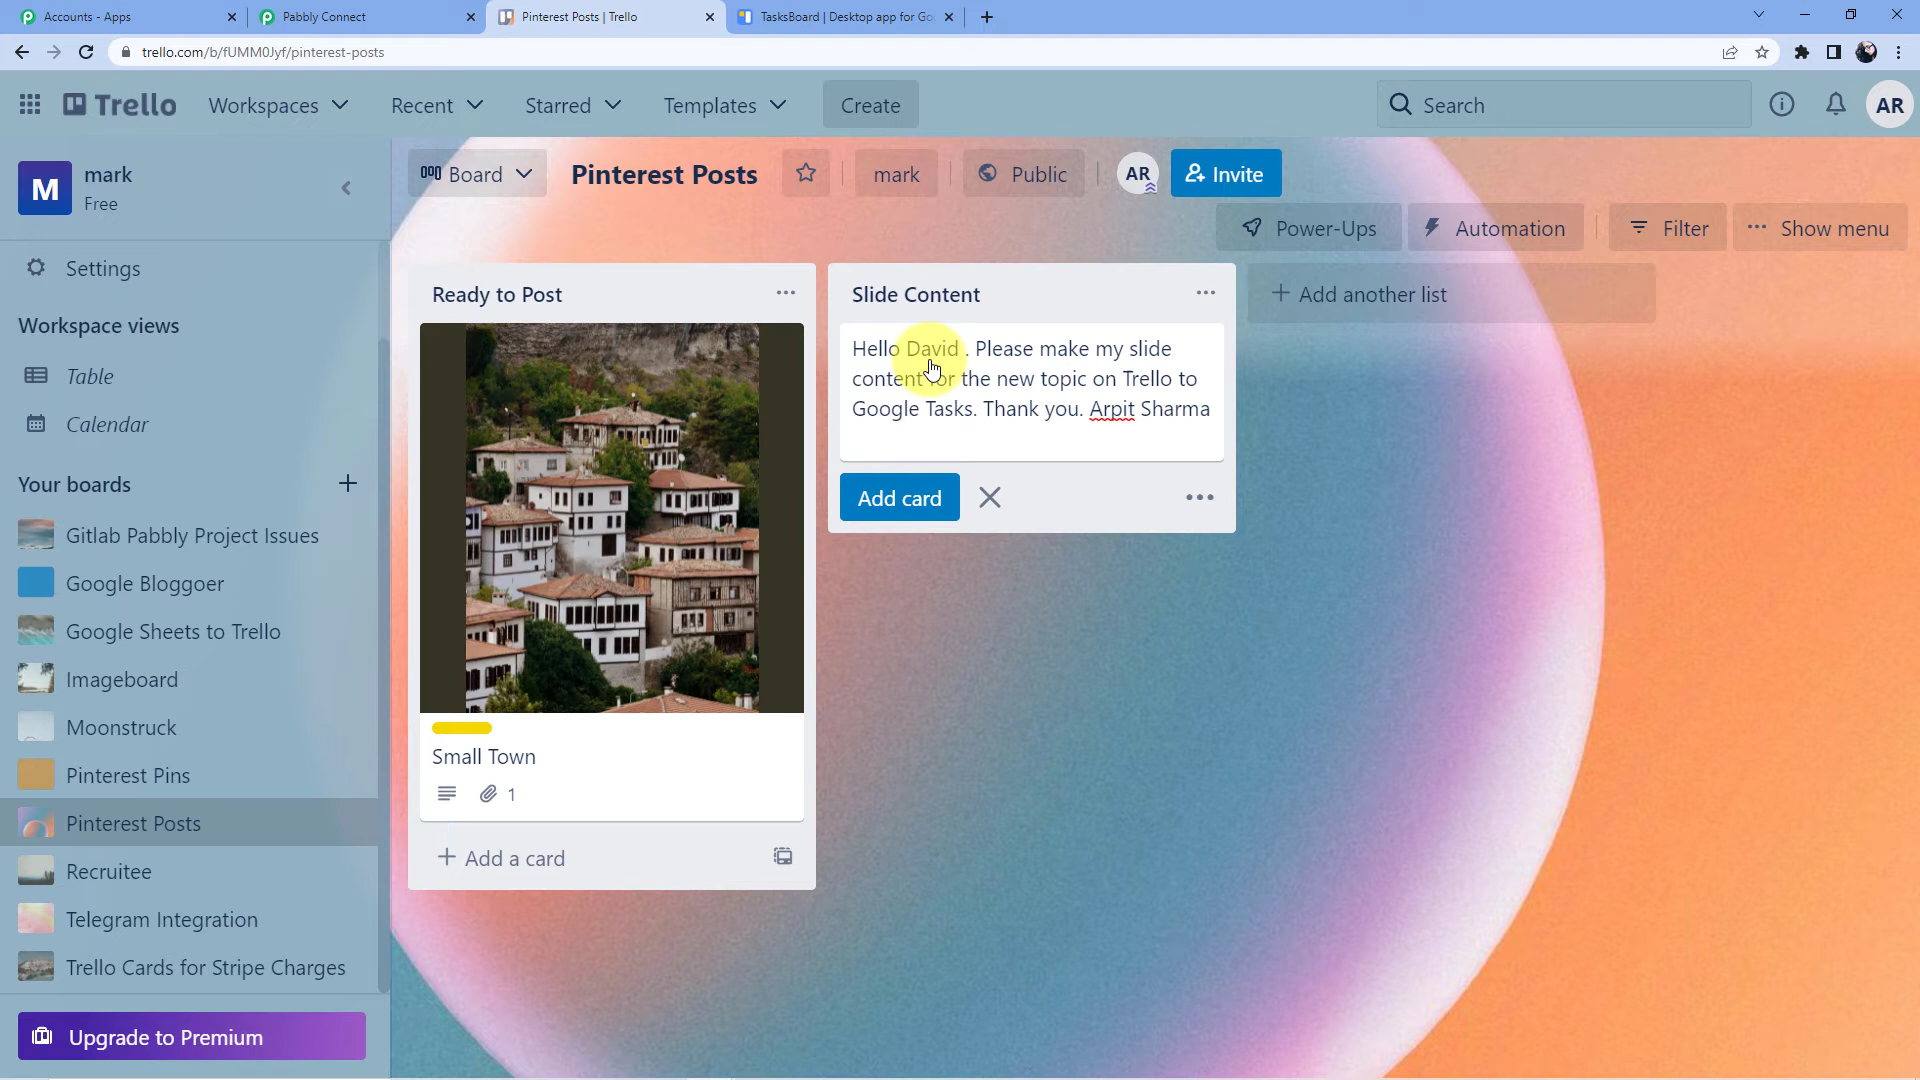 Accounts - Apps
Pabbly Connect
Pinterest Posts | Trello
TasksBoard | Desktop app for Go
trello.com/b/fUMM0Jyf/pinterest-posts
Trello
Workspaces
Recent
Starred
Templates
Create
Search
AR
M
mark
Free
Board
Pinterest Posts
mark
Public
AR
Invite
Power-Ups
Automation
Filter
Show menu
Settings
Workspace views
Table
Calendar
Your boards
Gitlab Pabbly Project Issues
Google Bloggoer
Google Sheets to Trello
Imageboard
Moonstruck
Pinterest Pins
Pinterest Posts
Recruitee
Telegram Integration
Trello Cards for Stripe Charges
Upgrade to Premium
Ready to Post
Small Town
1
Add a card
Slide Content
Hello David . Please make my slide
content for the new topic on Trello to
Google Tasks. Thank you. Arpit Sharma
Add card
Add another list